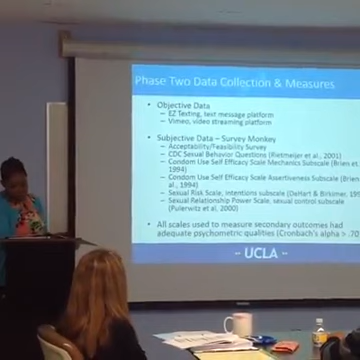 Phase Two Data Collection & Measures
• Objective Data
– EZ Texting, text message platform
– Vimeo, video streaming platform
• Subjective Data – Survey Monkey
– Acceptability/Feasibility Survey
– CDC Sexual Behavior Questions (Rietmeijer et al., 2001)
– Condom Use Self Efficacy Scale Mechanics Subscale (Brien et
1994)
– Condom Use Self Efficacy Scale Assertiveness Subscale (Brien
al., 1994)
– Sexual Risk Scale, Intentions subscale (DeHart & Birkimer, 199
– Sexual Relationship Power Scale, sexual control subscale
(Pulerwitz et al., 2000)
• All scales used to measure secondary outcomes had
adequate psychometric qualities (Cronbach's alpha > .70
~ UCLA ~